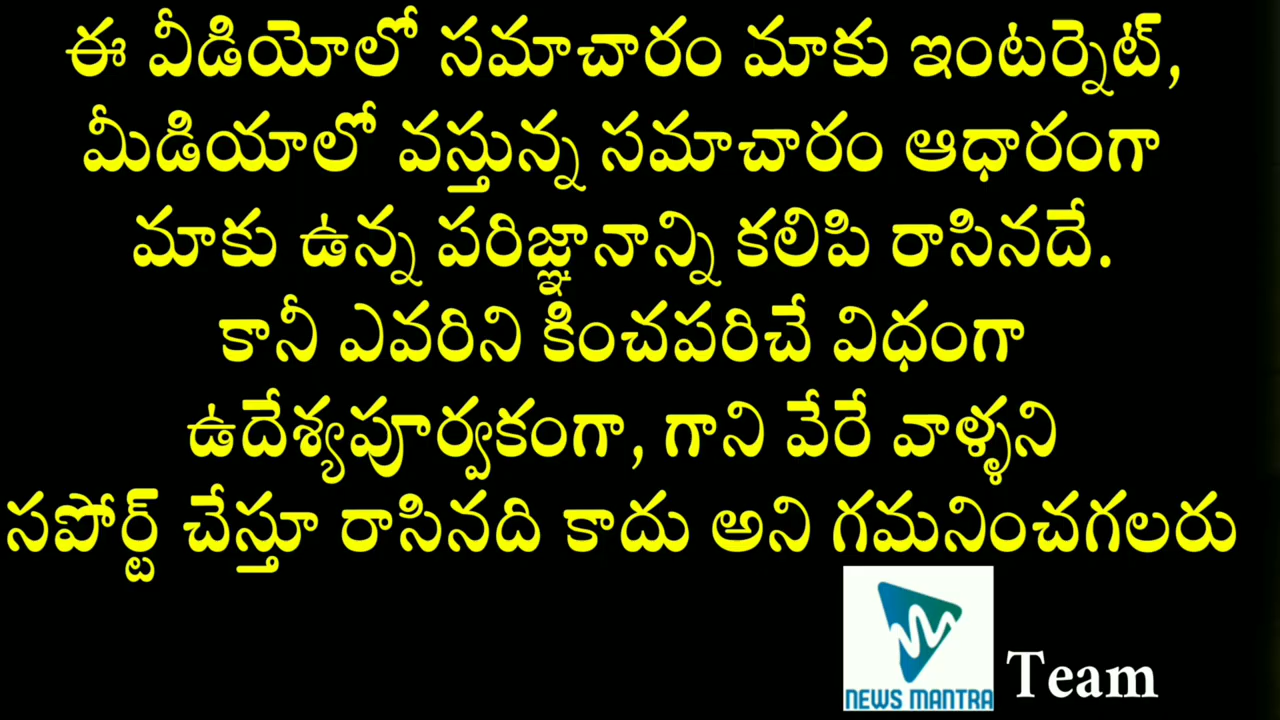 ఈ వీడియోలో సమాచారం మాకు ఇంటర్నెట్,
మీడియాలో వస్తున్న సమాచారం ఆధారంగా
మాకు ఉన్న పరిజ్ఞానాన్ని కలిపి రాసినదే.
కానీ ఎవరిని కించపరిచే విధంగా
ఉదేశ్యపూర్వకంగా, గాని వేరే వాళ్ళని
సపోర్ట్ చేస్తూ రాసినది కాదు అని గమనించగలరు
NEWS MANTRA
Team